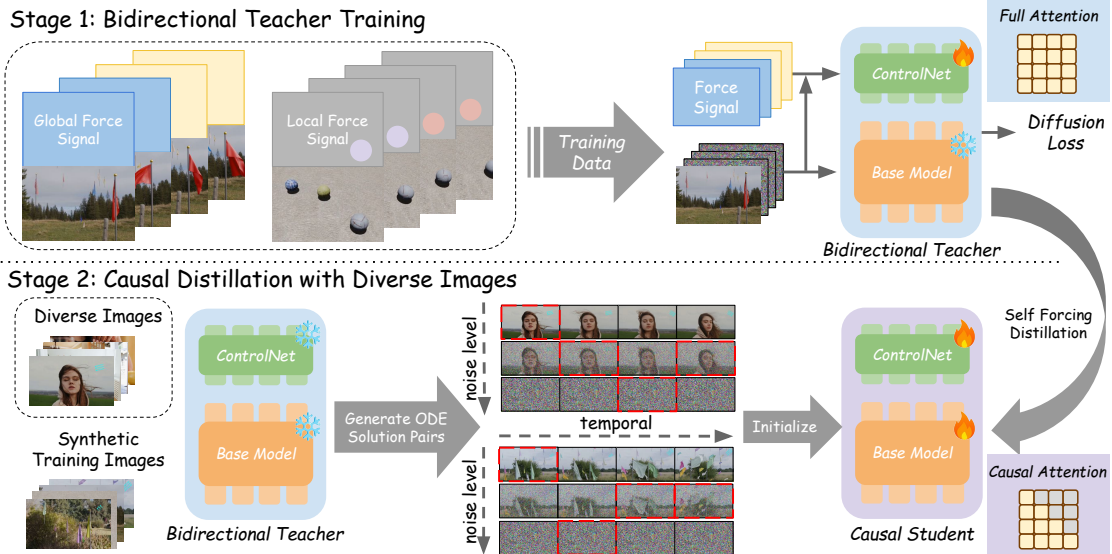 Stage 1: Bidirectional Teacher Training
Global Force
Signal
Local Force
Signal
Training
Data
Force
Signal
ControlNet
Base Model
Bidirectional Teacher
Full Attention
Diffusion
Loss
Stage 2: Causal Distillation with Diverse Images
Diverse Images
Synthetic
Training Images
ControlNet
Base Model
Bidirectional Teacher
Generate ODE
Solution Pairs
noise level
temporal
noise level
Initialize
ControlNet
Base Model
Causal Student
Self Forcing
Distillation
Causal Attention